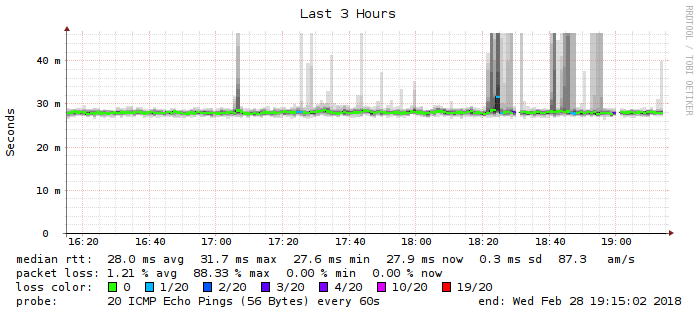 Last 3 Hours
RRDTOOL / TOBI OETIKER
Seconds
40 m
30 m
20 m
10 m
0
16:20 16:40 17:00 17:20 17:40 18:00 18:20 18:40 19:00
median rtt: 28.0 ms avg 31.7 ms max 27.6 ms min 27.9 ms now 0.3 ms sd 87.3 am/s
packet loss: 1.21 % avg 88.33 % max 0.00 % min 0.00 % now
loss color: 0 1/20 2/20 3/20 4/20 10/20 19/20
probe: 20 ICMP Echo Pings (56 Bytes) every 60s end: Wed Feb 28 19:15:02 2018